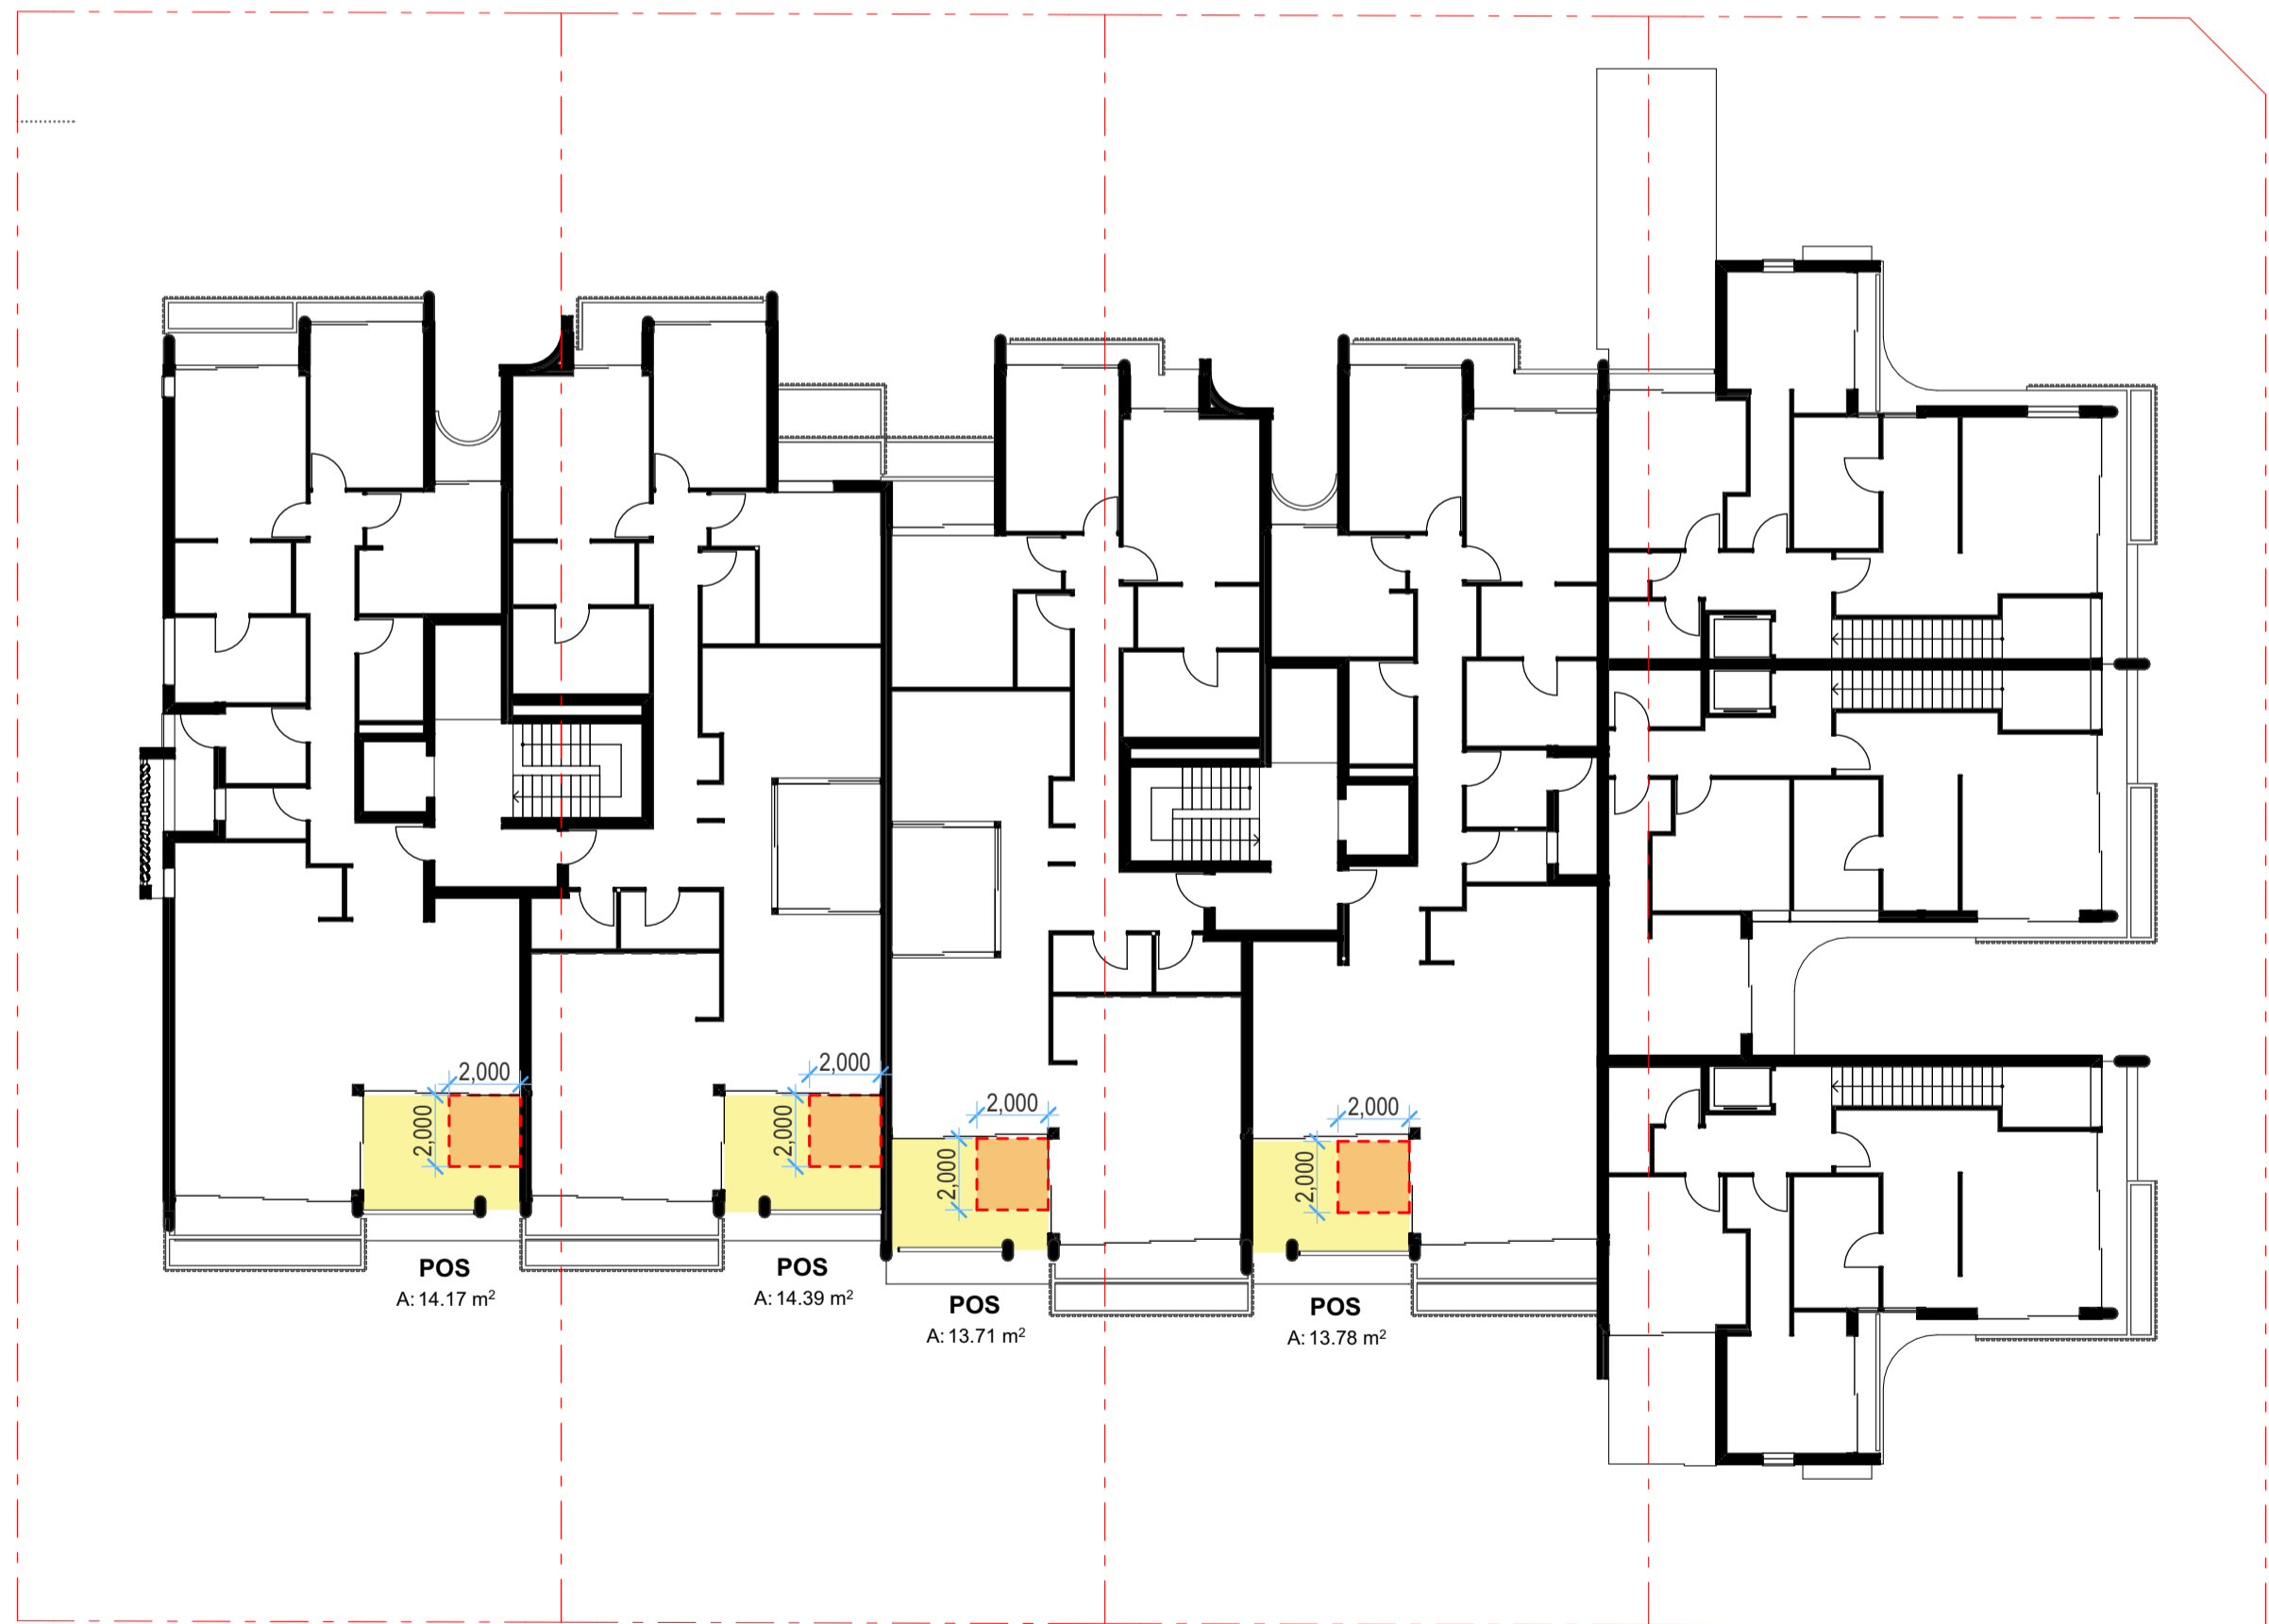 2,000
2,000
2,000
2,000
2,000
2,000
2,000
2,000
POS
A: 14.17 m²
POS
A: 14.39 m²
POS
A: 13.71 m²
POS
A: 13.78 m²